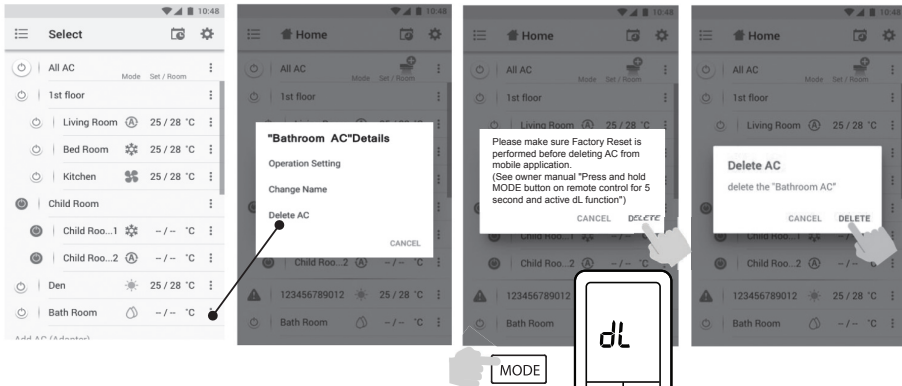 10:48
Select
All AC
Mode Set / Room
1st floor
Living Room A 25 / 28 °C
Bed Room 25 / 28 °C
Kitchen 25 / 28 °C
Child Room
Child Roo...1 -- / -- °C
Child Roo...2 A -- / -- °C
Den 25 / 28 °C
Bath Room -- / -- °C
10:48
Home
All AC
Mode Set / Room
1st floor
"Bathroom AC"Details
Operation Setting
Change Name
Delete AC
CANCEL
Child Roo...2 A -- / -- °C
123456789012 25 / 28 °C
Bath Room -- / -- °C
10:48
Home
All AC
Mode Set / Room
1st floor
Living Room A 25 / 28 °C
Please make sure Factory Reset is
performed before deleting AC from
mobile application.
(See owner manual "Press and hold
MODE button on remote control for 5
second and active dL function")
CANCEL DELETE
Child Roo...1
Child Roo...2 A -- / -- °C
123456789012
Bath Room
dL
MODE
10:48
Home
All AC
Mode Set / Room
1st floor
Living Room A 25 / 28 °C
Delete AC
delete the "Bathroom AC"
CANCEL DELETE
Child Roo...1
Child Roo...2 A -- / -- °C
123456789012 25 / 28 °C
Bath Room -- / -- °C